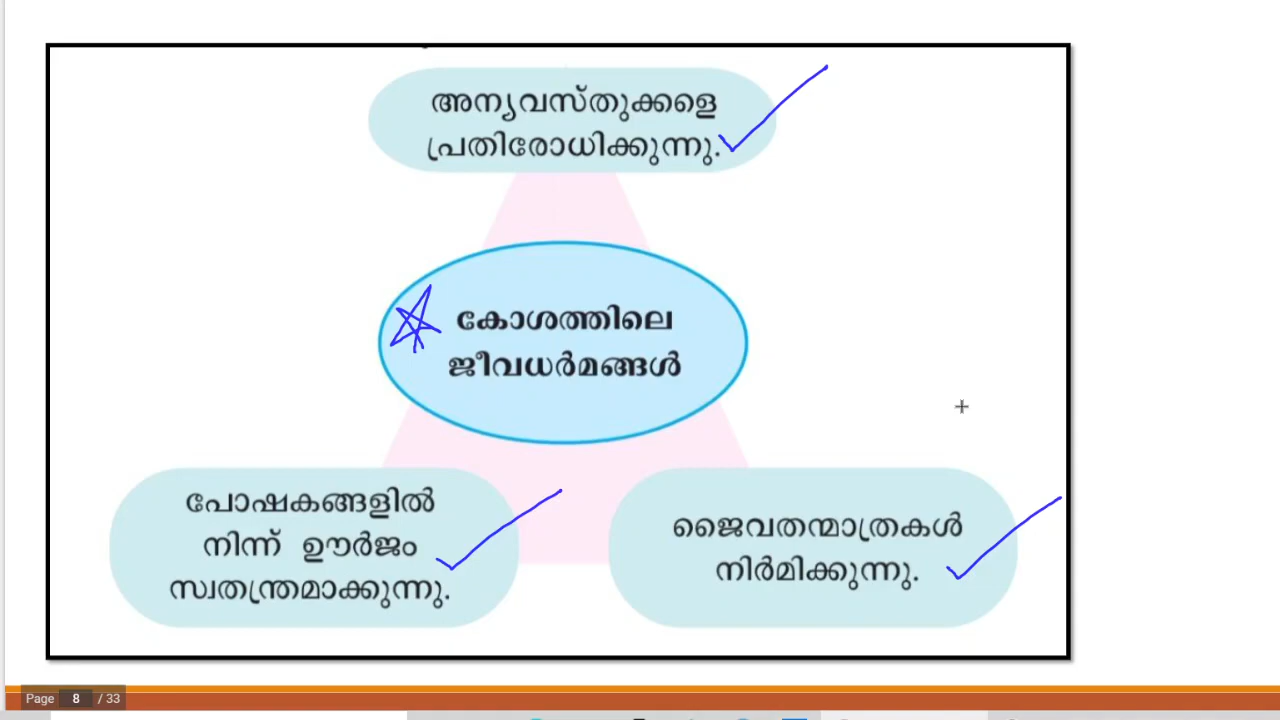 അന്യവസ്തുക്കളെ
പ്രതിരോധിക്കുന്നു.
കോശത്തിലെ
ജീവധർമങ്ങൾ
പോഷകങ്ങളിൽ
നിന്ന് ഊർജം
സ്വതന്ത്രമാക്കുന്നു.
ജൈവതന്മാത്രകൾ
നിർമിക്കുന്നു.
Page 8 / 33